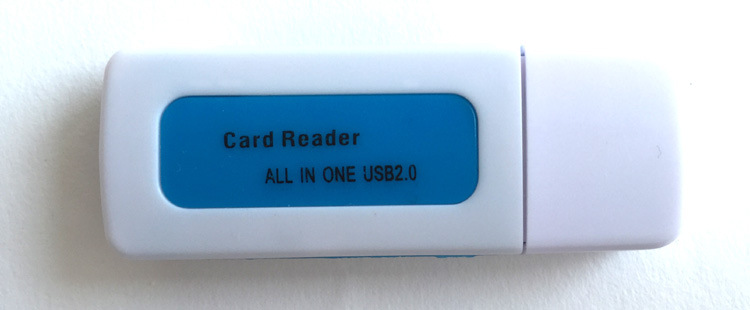 Card Reader
ALL IN ONE USB2.0